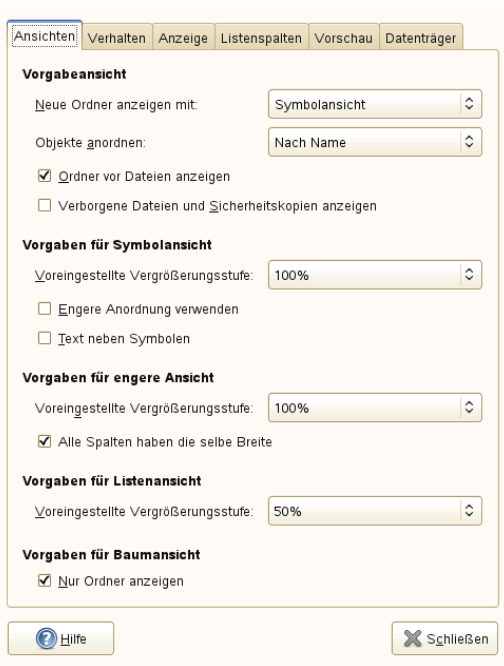 Ansichten Verhalten Anzeige Listenspalten Vorschau Datenträger
Vorgabeansicht
Neue Ordner anzeigen mit: Symbolansicht
Objekte anordnen: Nach Name
Ordner vor Dateien anzeigen
Verborgene Dateien und Sicherheitskopien anzeigen
Vorgaben für Symbolansicht
Voreingestellte Vergrößerungsstufe: 100%
Engere Anordnung verwenden
Text neben Symbolen
Vorgaben für engere Ansicht
Voreingestellte Vergrößerungsstufe: 100%
Alle Spalten haben die selbe Breite
Vorgaben für Listenansicht
Voreingestellte Vergrößerungsstufe: 50%
Vorgaben für Baumansicht
Nur Ordner anzeigen
Hilfe Schließen